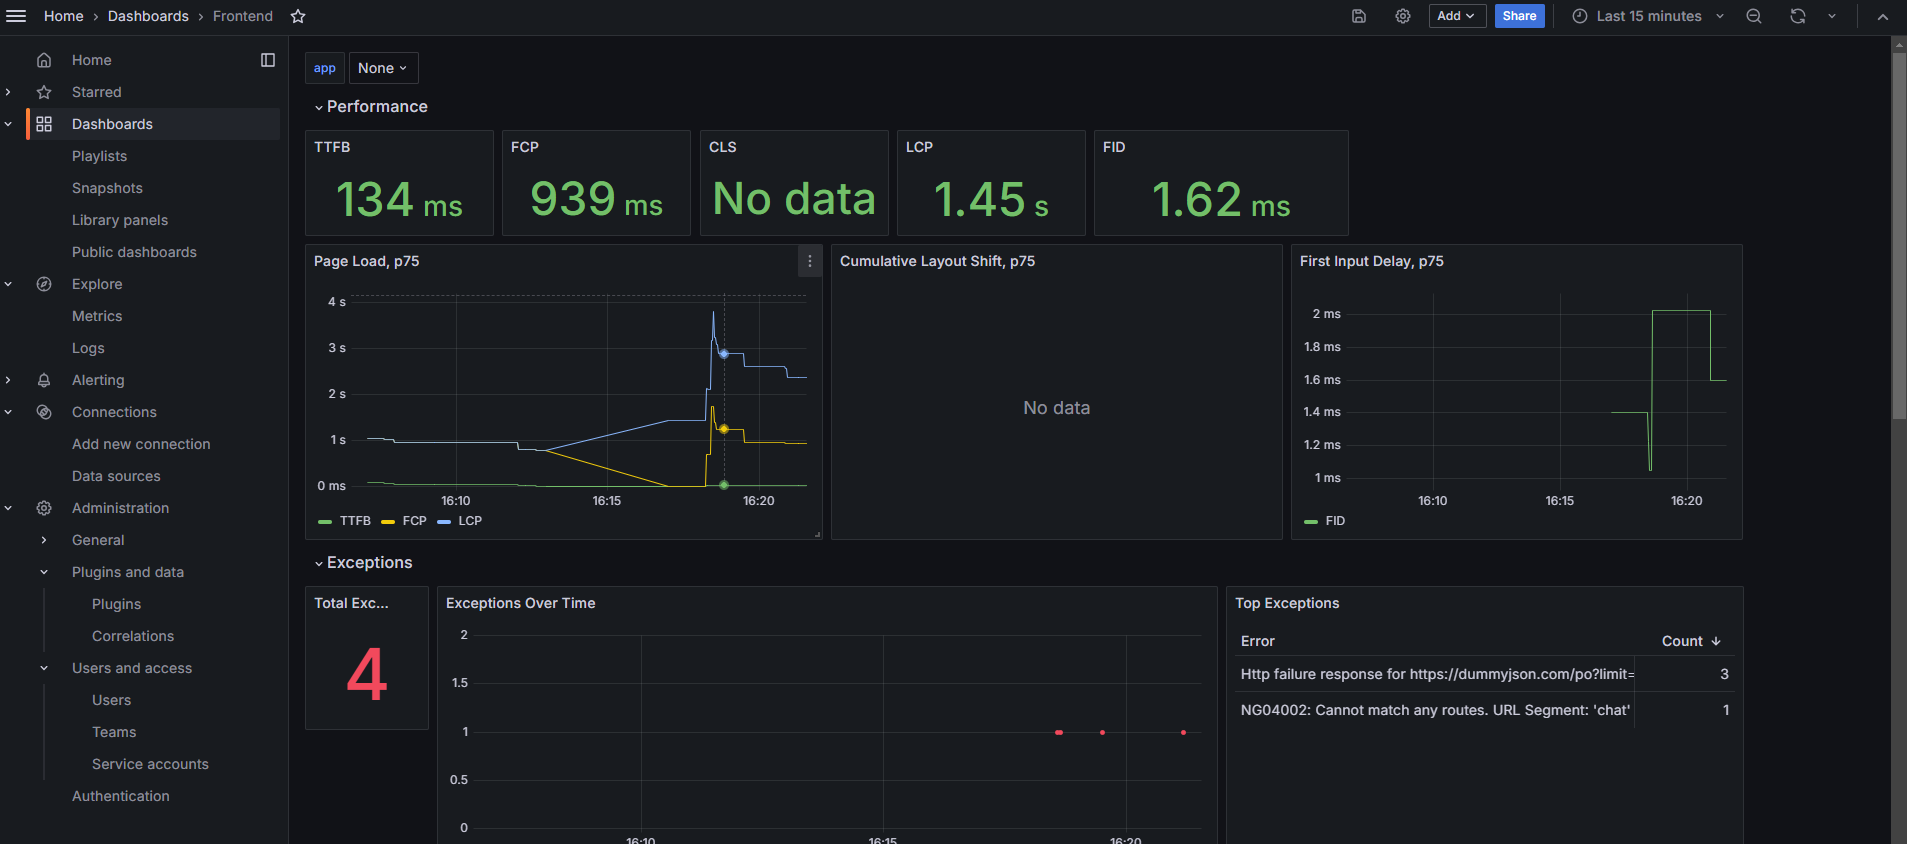 Home › Dashboards › Frontend
Add
Share
Last 15 minutes
Home
Starred
Dashboards
Playlists
Snapshots
Library panels
Public dashboards
Explore
Metrics
Logs
Alerting
Connections
Add new connection
Data sources
Administration
General
Plugins and data
Plugins
Correlations
Users and access
Users
Teams
Service accounts
Authentication
app None
Performance
TTFB
134 ms
FCP
939 ms
CLS
No data
LCP
1.45 s
FID
1.62 ms
Page Load, p75
4 s
3 s
2 s
1 s
0 ms
16:10 16:15 16:20
TTFB FCP LCP
Cumulative Layout Shift, p75
No data
First Input Delay, p75
2 ms
1.8 ms
1.6 ms
1.4 ms
1.2 ms
1 ms
16:10 16:15 16:20
FID
Exceptions
Total Exc...
4
Exceptions Over Time
2
1.5
1
0.5
0
16:10 16:15 16:20
Top Exceptions
Error Count
Http failure response for https://dummyjson.com/po?limit= 3
NG04002: Cannot match any routes. URL Segment: 'chat' 1